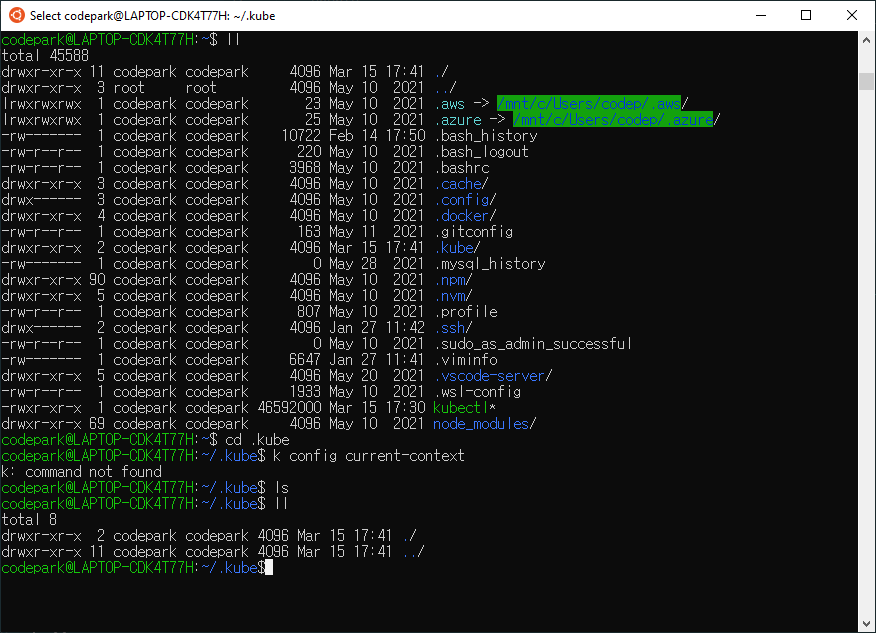 Select codepark@LAPTOP-CDK4T77H: ~/.kube
codepark@LAPTOP-CDK4T77H:~$ ll
total 45588
drwxr-xr-x 11 codepark codepark     4096 Mar 15 17:41 ./
drwxr-xr-x  3 root     root         4096 May 10  2021 ../
lrwxrwxrwx  1 codepark codepark       23 May 10  2021 .aws -> /mnt/c/Users/codep/.aws/
lrwxrwxrwx  1 codepark codepark       25 May 10  2021 .azure -> /mnt/c/Users/codep/.azure/
-rw-------  1 codepark codepark    10722 Feb 14 17:50 .bash_history
-rw-r--r--  1 codepark codepark      220 May 10  2021 .bash_logout
-rw-r--r--  1 codepark codepark     3968 May 10  2021 .bashrc
drwxr-xr-x  3 codepark codepark     4096 May 10  2021 .cache/
drwx------  3 codepark codepark     4096 May 10  2021 .config/
drwxr-xr-x  4 codepark codepark     4096 May 10  2021 .docker/
-rw-r--r--  1 codepark codepark      163 May 11  2021 .gitconfig
drwxr-xr-x  2 codepark codepark     4096 Mar 15 17:41 .kube/
-rw-------  1 codepark codepark        0 May 28  2021 .mysql_history
drwxr-xr-x 90 codepark codepark     4096 May 10  2021 .npm/
drwxr-xr-x  5 codepark codepark     4096 May 10  2021 .nvm/
-rw-r--r--  1 codepark codepark      807 May 10  2021 .profile
drwx------  2 codepark codepark     4096 Jan 27 11:42 .ssh/
-rw-r--r--  1 codepark codepark        0 May 10  2021 .sudo_as_admin_successful
-rw-------  1 codepark codepark     6647 Jan 27 11:41 .viminfo
drwxr-xr-x  5 codepark codepark     4096 May 20  2021 .vscode-server/
-rw-r--r--  1 codepark codepark     1933 May 10  2021 .wsl-config
-rwxr-xr-x  1 codepark codepark 46592000 Mar 15 17:30 kubectl*
drwxr-xr-x 69 codepark codepark     4096 May 10  2021 node_modules/
codepark@LAPTOP-CDK4T77H:~$ cd .kube
codepark@LAPTOP-CDK4T77H:~/.kube$ k config current-context
k: command not found
codepark@LAPTOP-CDK4T77H:~/.kube$ ls
codepark@LAPTOP-CDK4T77H:~/.kube$ ll
total 8
drwxr-xr-x  2 codepark codepark 4096 Mar 15 17:41 ./
drwxr-xr-x 11 codepark codepark 4096 Mar 15 17:41 ../
codepark@LAPTOP-CDK4T77H:~/.kube$